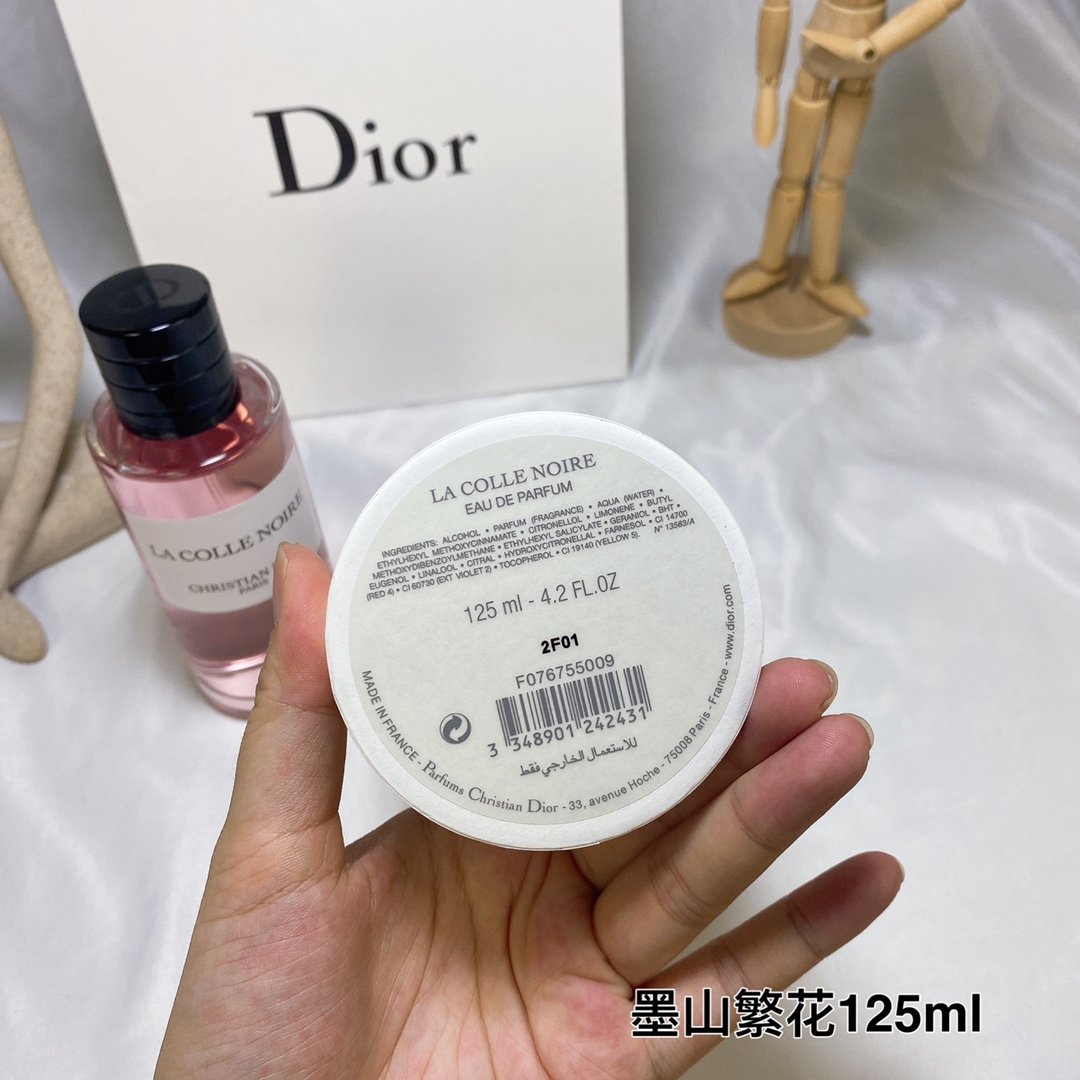 Dior
LA COLLE NOIRE
CHRISTIAN
PARIS
LA COLLE NOIRE
EAU DE PARFUM
INGREDIENTS: ALCOHOL • PARFUM (FRAGRANCE) • AQUA (WATER) •
ETHYLHEXYL METHOXYCINNAMATE • CITRONELLOL • LIMONENE • BUTYL
METHOXYDIBENZOYLMETHANE • ETHYLHEXYL SALICYLATE • GERANIOL • BHT •
EUGENOL • LINALOOL • CITRAL • HYDROXYCITRONELLAL • FARNESOL • CI 14700
(RED 4) • CI 60730 (EXT VIOLET 2) • TOCOPHEROL • CI 19140 (YELLOW 5). N° 13583/A
125 ml - 4.2 FL.OZ
2F01
F076755009
3 348901 242431
للاستعمال الخارجي فقط
MADE IN FRANCE - Parfums Christian Dior - 33, avenue Hoche - 75008 Paris - France - www.dior.com
墨山繁花125ml